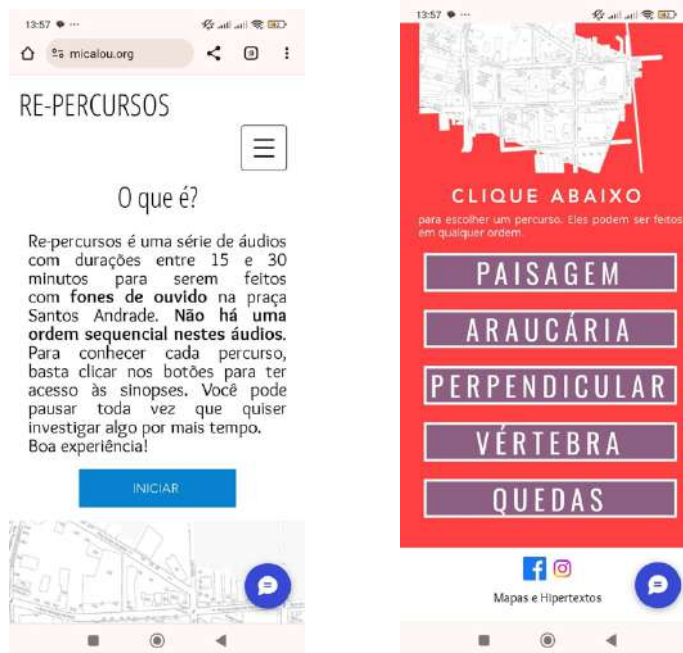 13:57
micalou.org
RE-PERCURSOS
O que é?
Re-percursos é uma série de áudios
com durações entre 15 e 30
minutos para serem feitos
com fones de ouvido na praça
Santos Andrade. Não há uma
ordem sequencial nestes áudios.
Para conhecer cada percurso,
basta clicar nos botões para ter
acesso às sinopses. Você pode
pausar toda vez que quiser
investigar algo por mais tempo.
Boa experiência!
INICIAR
13:57
CLIQUE ABAIXO
para escolher um percurso. Eles podem ser feitos
em qualquer ordem.
PAISAGEM
ARAUCÁRIA
PERPENDICULAR
VÉRTEBRA
QUEDAS
Mapas e Hipertextos